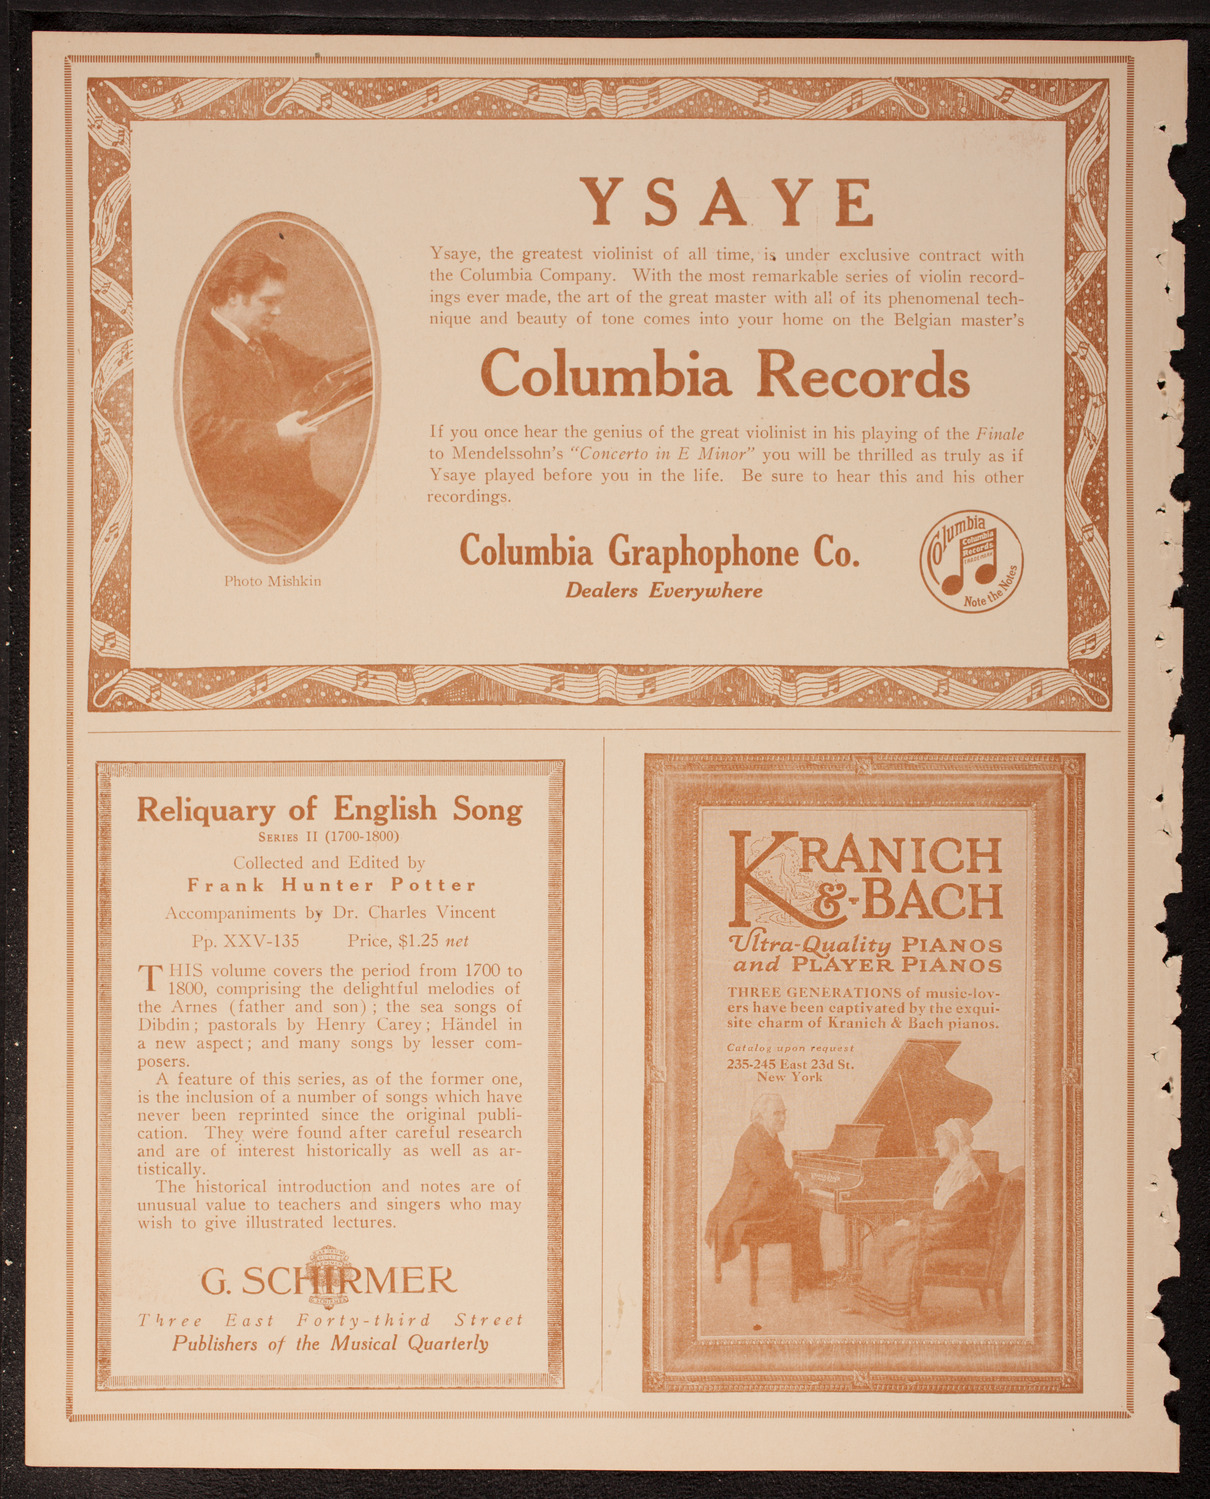 YSAYE
Ysaye, the greatest violinist of all time, is under exclusive contract with
the Columbia Company. With the most remarkable series of violin record-
ings ever made, the art of the great master with all of its phenomenal tech-
nique and beauty of tone comes into your home on the Belgian master's
Columbia Records
If you once hear the genius of the great violinist in his playing of the Finale
to Mendelssohn's "Concerto in E Minor" you will be thrilled as truly as if
Ysaye played before you in the life. Be sure to hear this and his other
recordings.
Columbia Graphophone Co.
Dealers Everywhere
Columbia
Columbia
Records
TRADE MARK
Note the Notes
Photo Mishkin
Reliquary of English Song
SERIES II (1700-1800)
Collected and Edited by
Frank Hunter Potter
Accompaniments by Dr. Charles Vincent
Pp. XXV-135 Price, $1.25 net
THIS volume covers the period from 1700 to
1800, comprising the delightful melodies of
the Arnes (father and son); the sea songs of
Dibdin; pastorals by Henry Carey; Händel in
a new aspect; and many songs by lesser com-
posers.
A feature of this series, as of the former one,
is the inclusion of a number of songs which have
never been reprinted since the original publi-
cation. They were found after careful research
and are of interest historically as well as ar-
tistically.
The historical introduction and notes are of
unusual value to teachers and singers who may
wish to give illustrated lectures.
G. SCHIRMER
Three East Forty-third Street
Publishers of the Musical Quarterly
KRANICH
&-BACH
Ultra-Quality PIANOS
and PLAYER PIANOS
THREE GENERATIONS of music-lov-
ers have been captivated by the exqui-
site charm of Kranich & Bach pianos.
Catalog upon request
235-245 East 23d St.
New York